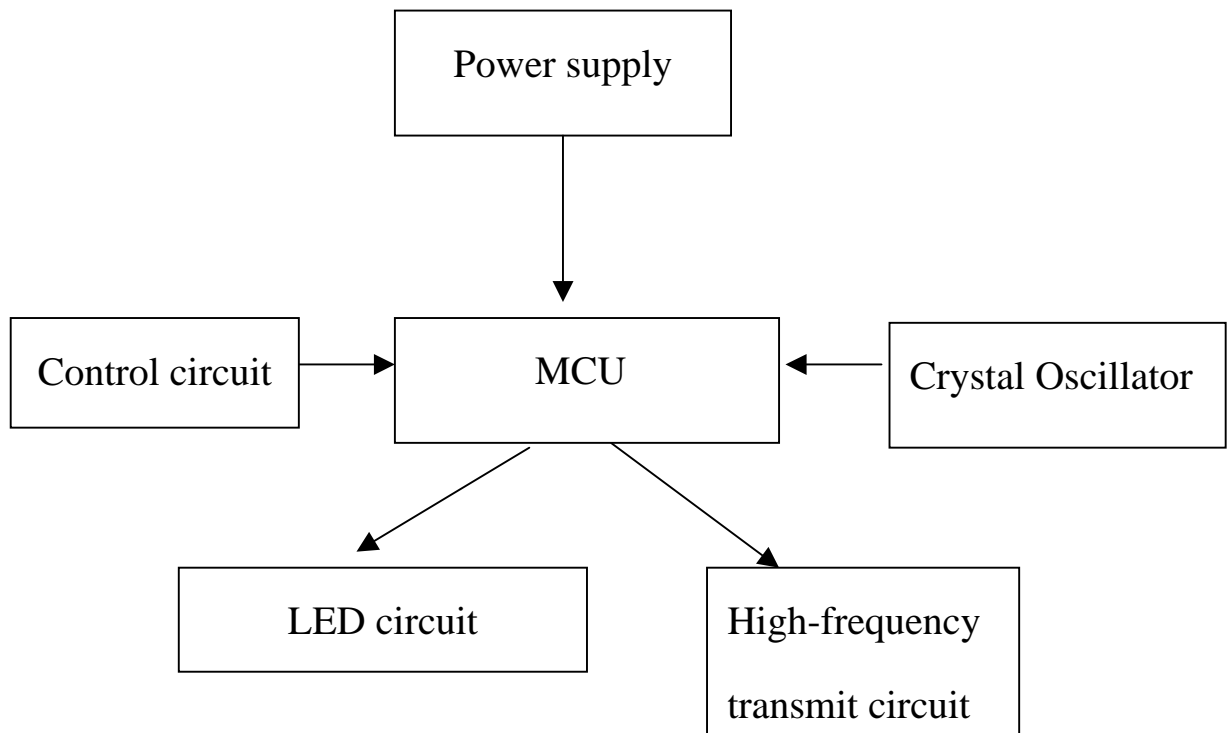 Power supply
Control circuit
MCU
Crystal Oscillator
LED circuit
High-frequency
transmit circuit